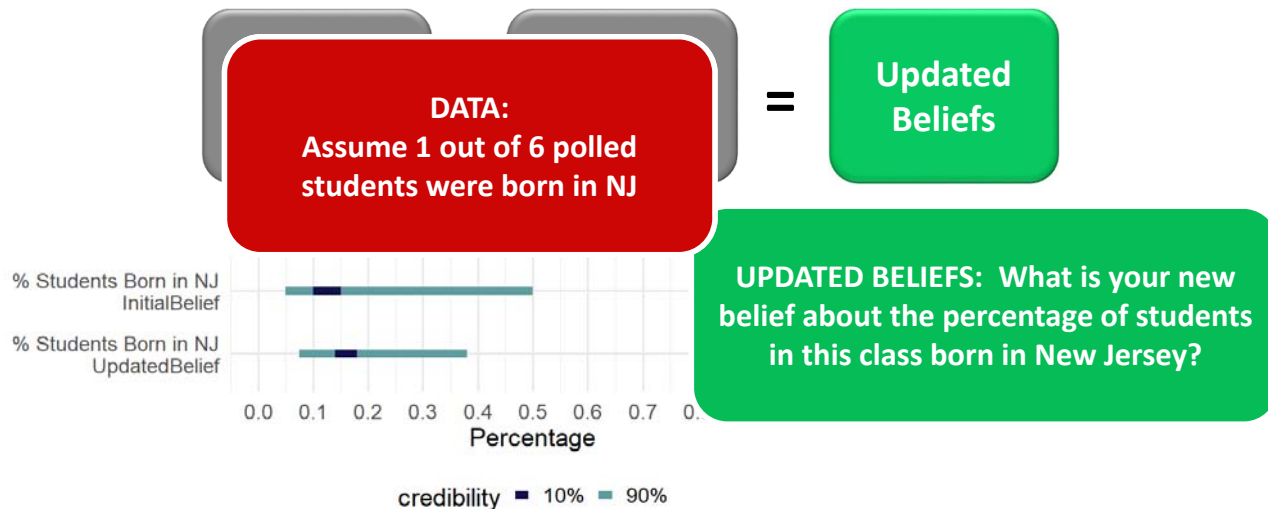 DATA:
Assume 1 out of 6 polled
students were born in NJ
=
Updated
Beliefs
UPDATED BELIEFS: What is your new
belief about the percentage of students
in this class born in New Jersey?
% Students Born in NJ
InitialBelief
% Students Born in NJ
UpdatedBelief
0.0 0.1 0.2 0.3 0.4 0.5 0.6 0.7
Percentage
credibility 10% 90%